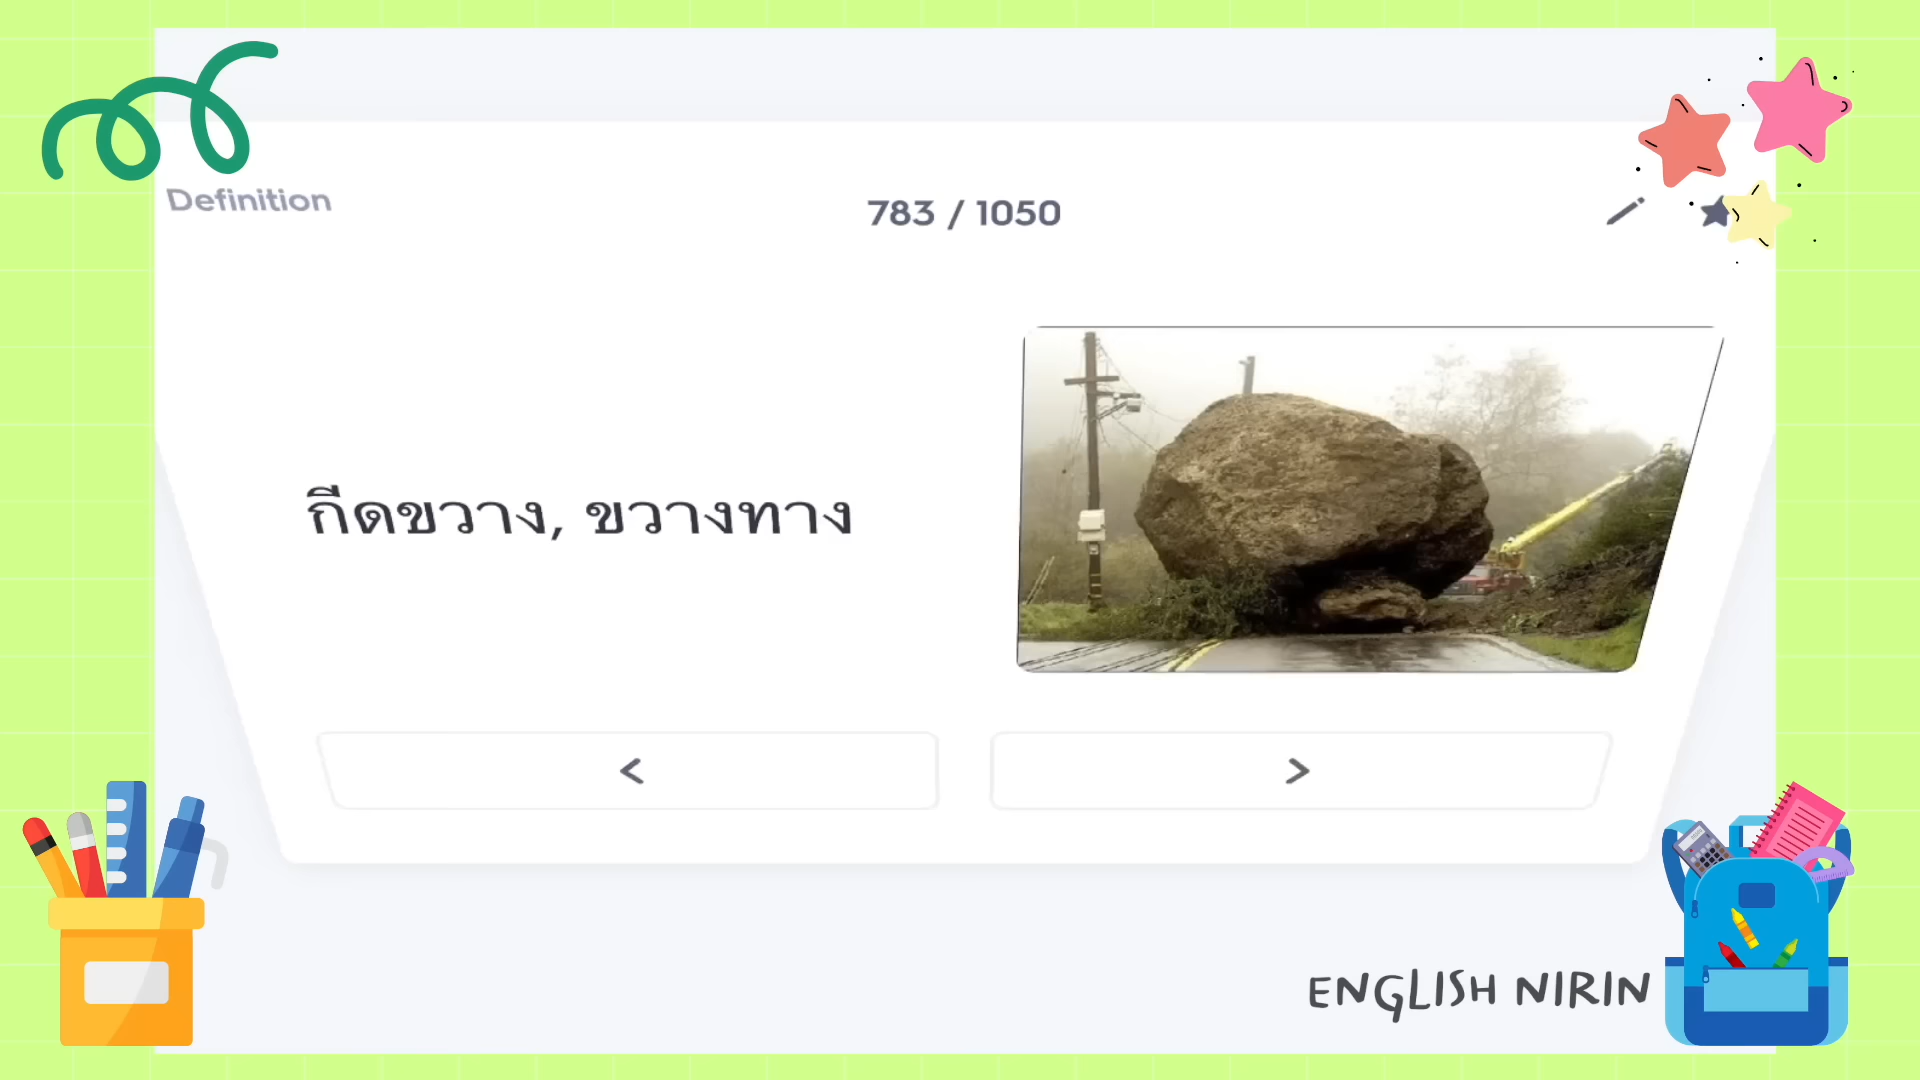 Definition
783 / 1050
กีดขวาง, ขวางทาง
<
>
ENGLISH NIRIN